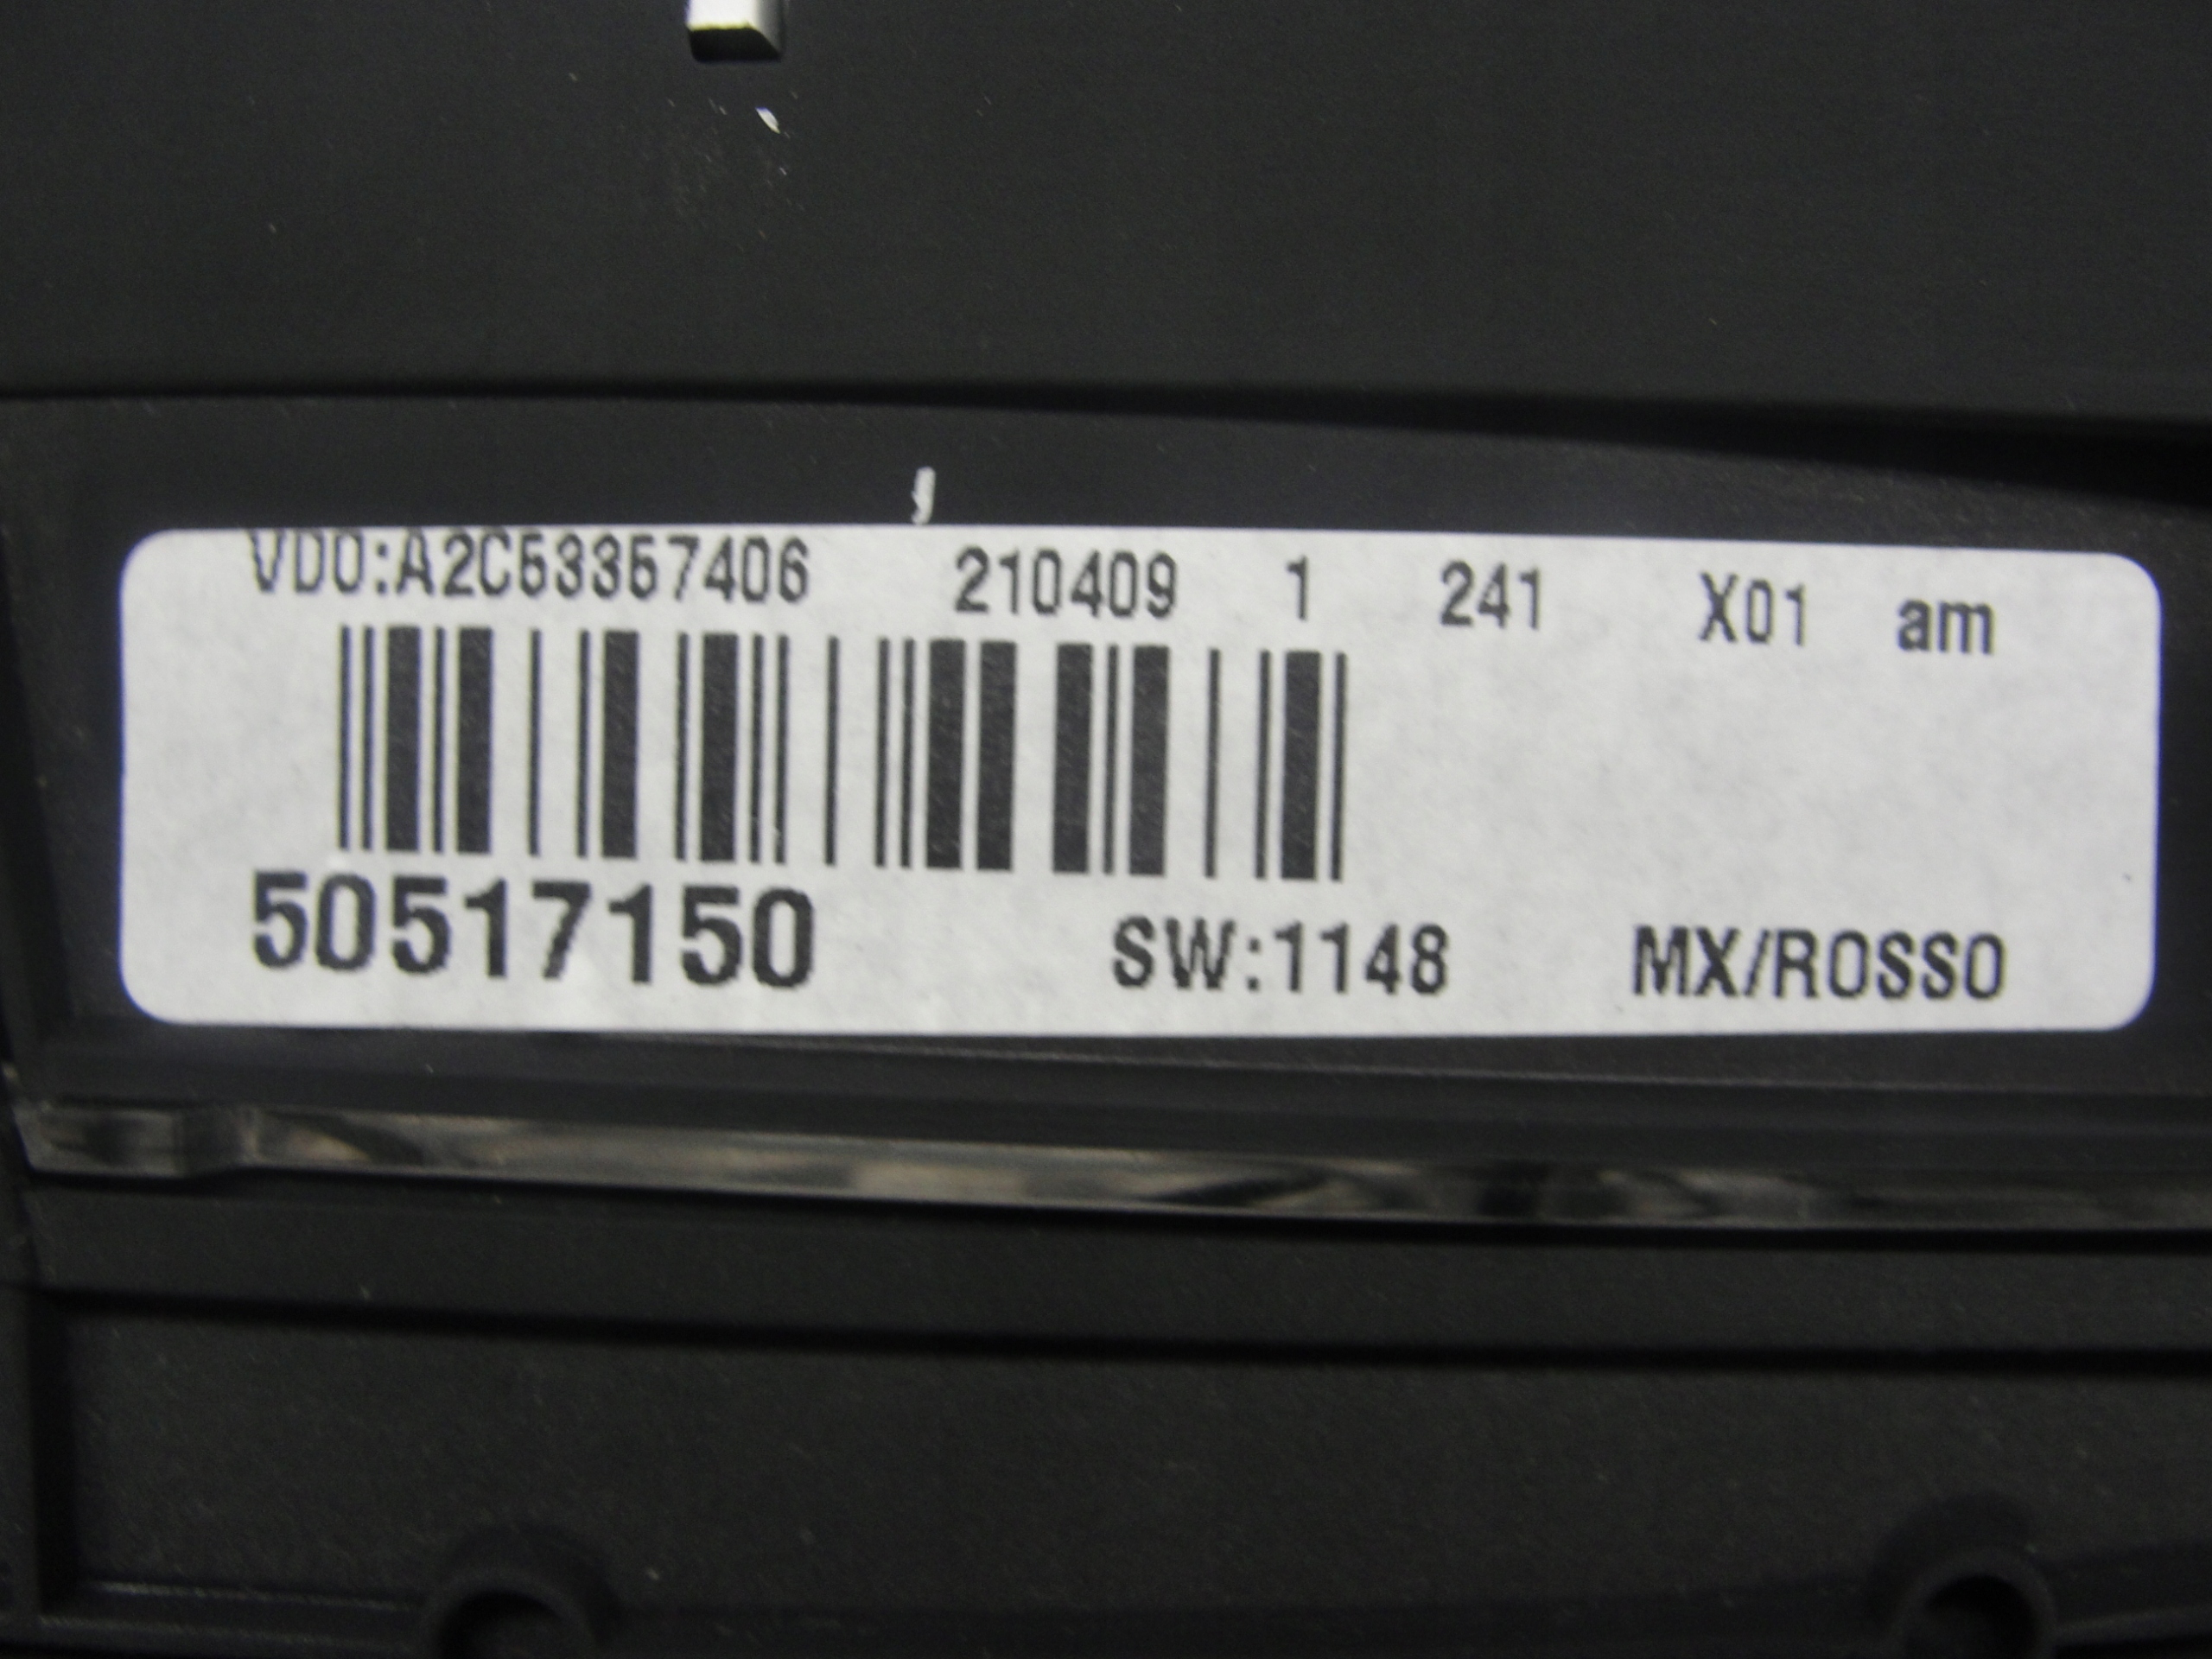 VDO:A2C53357406 210409 1 241 X01 am
50517150 SW:1148 MX/ROSSO